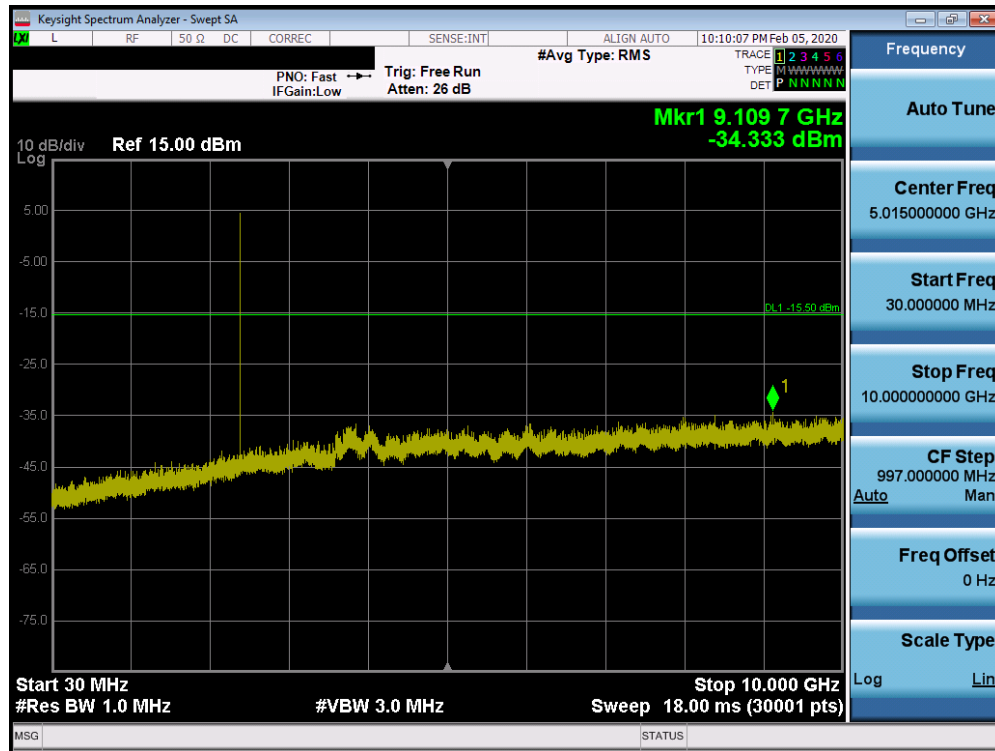 Keysight Spectrum Analyzer - Swept SA
LXI L RF 50 Ω DC CORREC SENSE:INT ALIGN AUTO 10:10:07 PM Feb 05, 2020
#Avg Type: RMS TRACE 1 2 3 4 5 6
PNO: Fast Trig: Free Run TYPE M WWWWW
IFGain:Low Atten: 26 dB DET P N N N N N
Mkr1 9.109 7 GHz
10 dB/div Ref 15.00 dBm -34.333 dBm
Log
5.00
-5.00
-15.0
DL1 -15.50 dBm
-25.0
-35.0
1
-45.0
-55.0
-65.0
-75.0
Start 30 MHz Stop 10.000 GHz
#Res BW 1.0 MHz #VBW 3.0 MHz Sweep 18.00 ms (30001 pts)
MSG STATUS
Frequency
Auto Tune
Center Freq
5.015000000 GHz
Start Freq
30.000000 MHz
Stop Freq
10.000000000 GHz
CF Step
997.000000 MHz
Auto Man
Freq Offset
0 Hz
Scale Type
Log Lin